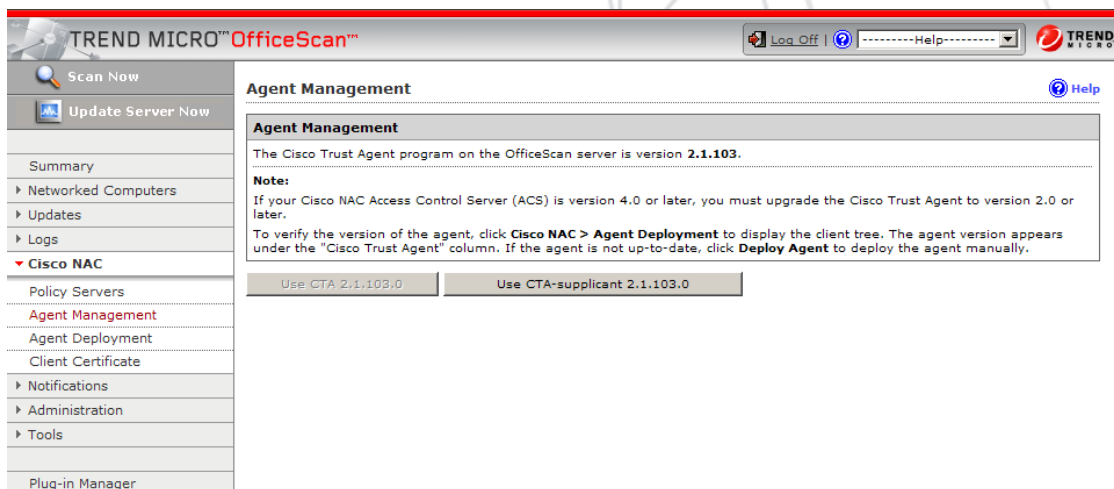 TREND MICRO™ OfficeScan™
Log Off | ? ---------Help---------
TREND
MICRO
Scan Now
Update Server Now
Summary
Networked Computers
Updates
Logs
Cisco NAC
Policy Servers
Agent Management
Agent Deployment
Client Certificate
Notifications
Administration
Tools
Plug-in Manager
Agent Management
? Help
Agent Management
The Cisco Trust Agent program on the OfficeScan server is version 2.1.103.
Note:
If your Cisco NAC Access Control Server (ACS) is version 4.0 or later, you must upgrade the Cisco Trust Agent to version 2.0 or
later.
To verify the version of the agent, click Cisco NAC > Agent Deployment to display the client tree. The agent version appears
under the "Cisco Trust Agent" column. If the agent is not up-to-date, click Deploy Agent to deploy the agent manually.
Use CTA 2.1.103.0
Use CTA-supplicant 2.1.103.0